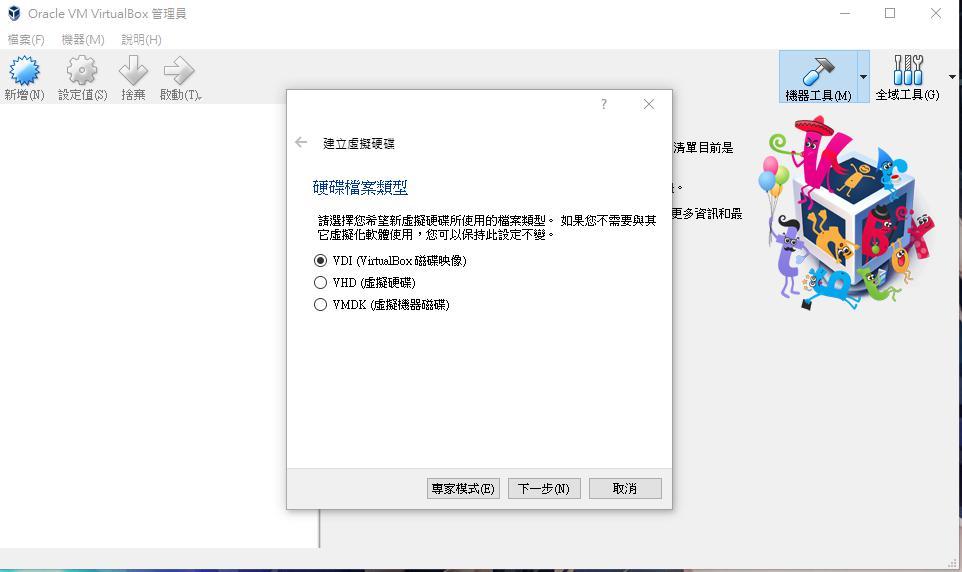 Oracle VM VirtualBox 管理員
檔案(F) 機器(M) 說明(H)
新增(N) 設定值(S) 捨棄 啟動(T)
機器工具(M) 全域工具(G)
清單目前是
。
更多資訊和最
?
建立虛擬硬碟
硬碟檔案類型
請選擇您希望新虛擬硬碟所使用的檔案類型。 如果您不需要與其
它虛擬化軟體使用，您可以保持此設定不變。
VDI (VirtualBox 磁碟映像)
VHD (虛擬硬碟)
VMDK (虛擬機器磁碟)
專家模式(E) 下一步(N) 取消